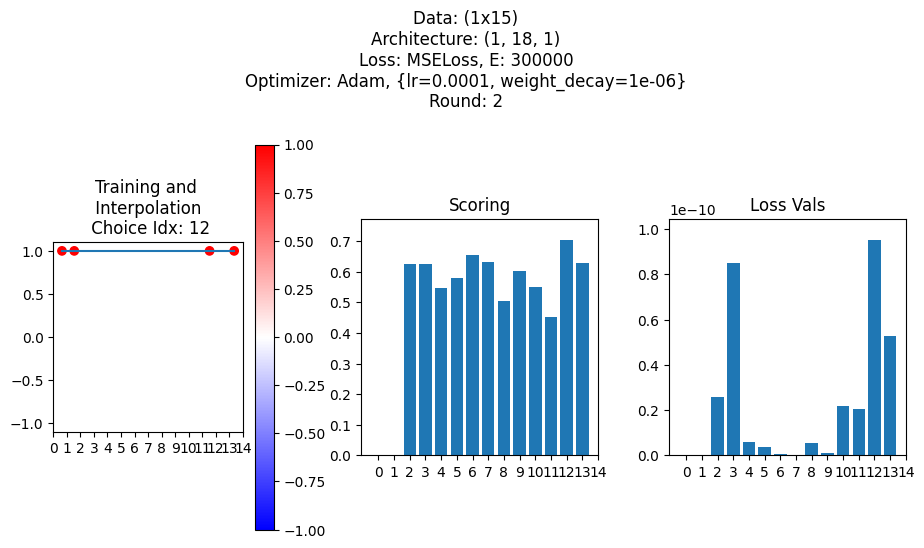 Data: (1x15)
Architecture: (1, 18, 1)
Loss: MSELoss, E: 300000
Optimizer: Adam, {lr=0.0001, weight_decay=1e-06}
Round: 2
Training and
Interpolation
Choice Idx: 12
1.0
0.5
0.0
−0.5
−1.0
0 1 2 3 4 5 6 7 8 9 10 11 12 13 14
1.00
0.75
0.50
0.25
0.00
−0.25
−0.50
−0.75
−1.00
Scoring
0.7
0.6
0.5
0.4
0.3
0.2
0.1
0.0
0 1 2 3 4 5 6 7 8 9 10 11 12 13 14
Loss Vals
1e−10
1.0
0.8
0.6
0.4
0.2
0.0
0 1 2 3 4 5 6 7 8 9 10 11 12 13 14